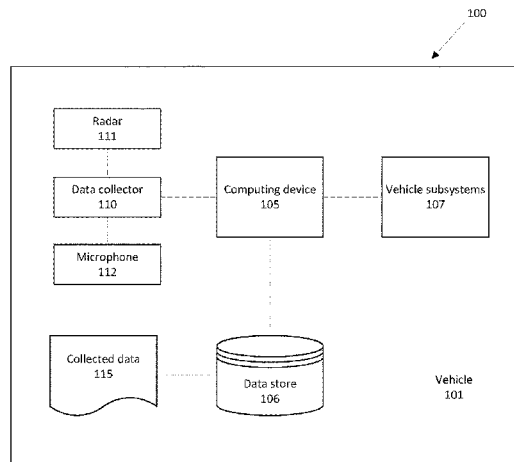 100
Radar
111
Data collector
110
Computing device
105
Vehicle subsystems
107
Microphone
112
Collected data
115
Data store
106
Vehicle
101